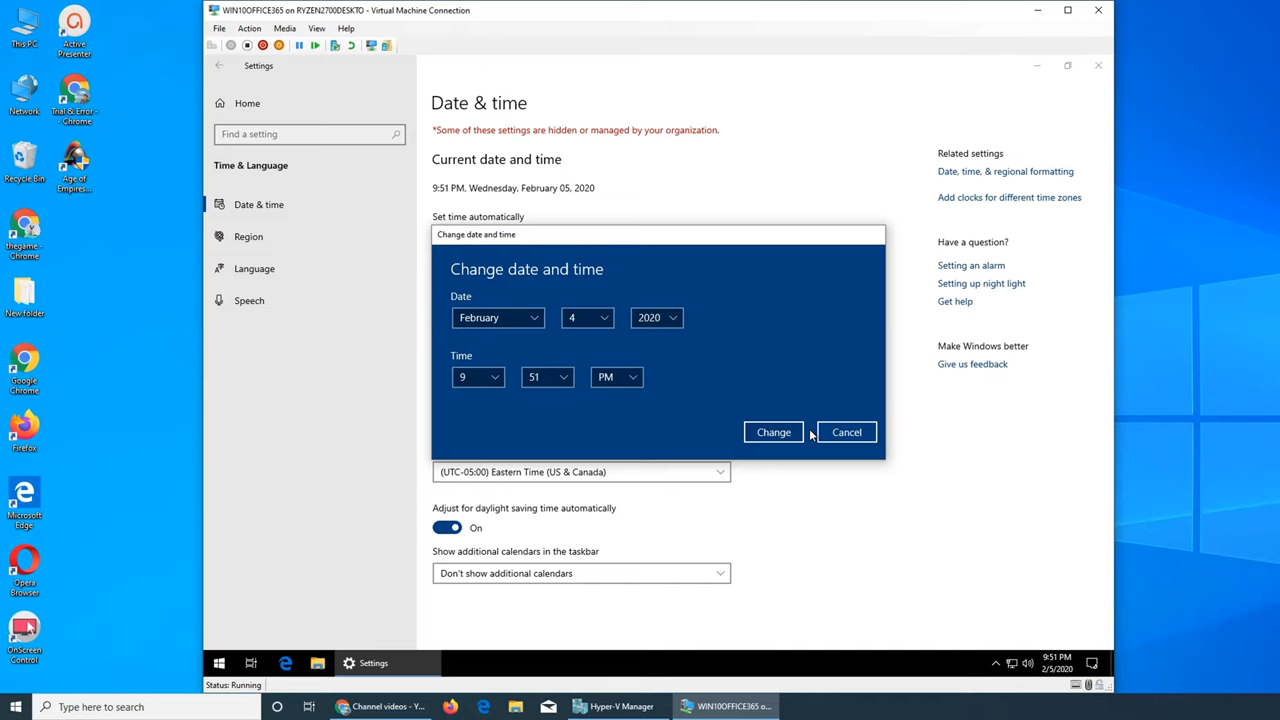 WIN10OFFICE365 on RYZEN2700DESKTO - Virtual Machine Connection
File Action Media View Help
This PC
Active Presenter
Network
Trial & Error - - Chrome
Recycle Bin
Age of Empires...
thegame - Chrome
New folder
Google Chrome
Firefox
Microsoft Edge
Opera Browser
OnScreen Control
Settings
Home
Find a setting
Time & Language
Date & time
Region
Language
Speech
Date & time
*Some of these settings are hidden or managed by your organization.
Current date and time
9:51 PM, Wednesday, February 05, 2020
Set time automatically
Change date and time
Change date and time
Date
February 4 2020
Time
9 51 PM
Change Cancel
(UTC-05:00) Eastern Time (US & Canada)
Adjust for daylight saving time automatically
On
Show additional calendars in the taskbar
Don't show additional calendars
Related settings
Date, time, & regional formatting
Add clocks for different time zones
Have a question?
Setting an alarm
Setting up night light
Get help
Make Windows better
Give us feedback
Settings
9:51 PM
2/5/2020
Status: Running
Type here to search
Channel videos - Y...
Hyper-V Manager
WIN10OFFICE365 o...